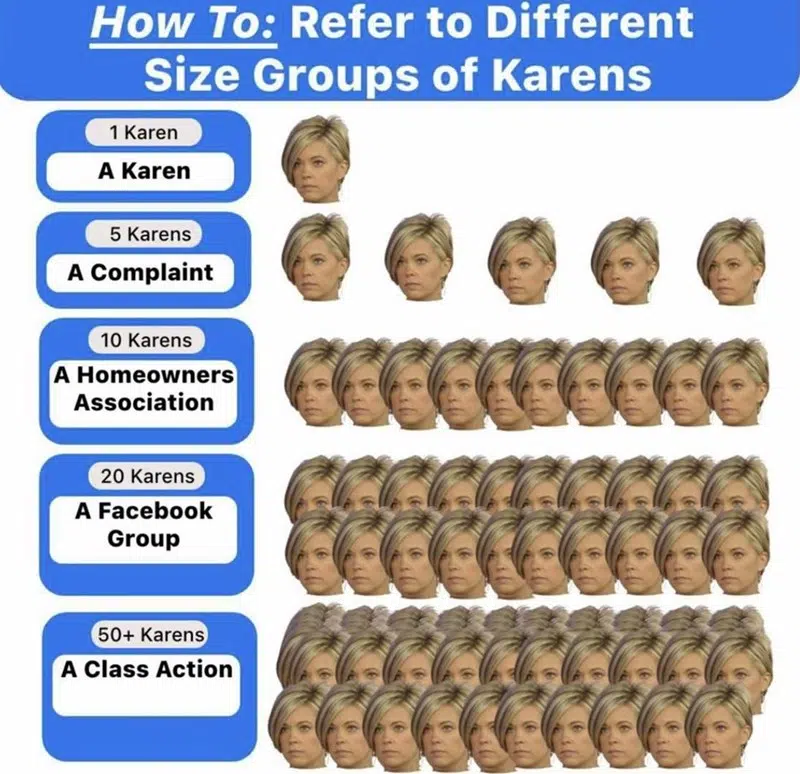 How To: Refer to Different
Size Groups of Karens
1 Karen
A Karen
5 Karens
A Complaint
10 Karens
A Homeowners
Association
20 Karens
A Facebook
Group
50+ Karens
A Class Action